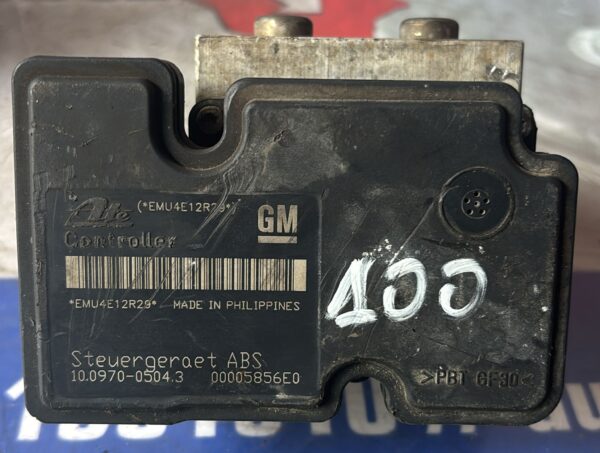 (*EMU4E12R29*)
Ate
GM
Controller
*EMU4E12R29* MADE IN PHILIPPINES
100
Steuergeraet ABS
10.0970-0504.3 00005856E0
>PBT GF30<